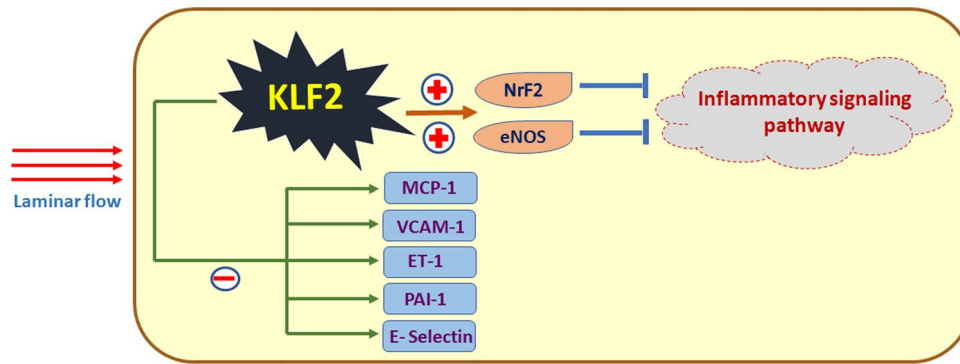 KLF2
NrF2
eNOS
Inflammatory signaling
pathway
Laminar flow
MCP-1
VCAM-1
ET-1
PAI-1
E- Selectin